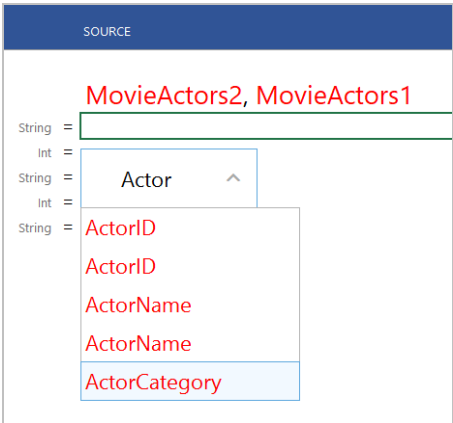 SOURCE
MovieActors2, MovieActors1
String =
Int =
String = Actor
Int =
String = ActorID
ActorID
ActorName
ActorName
ActorCategory